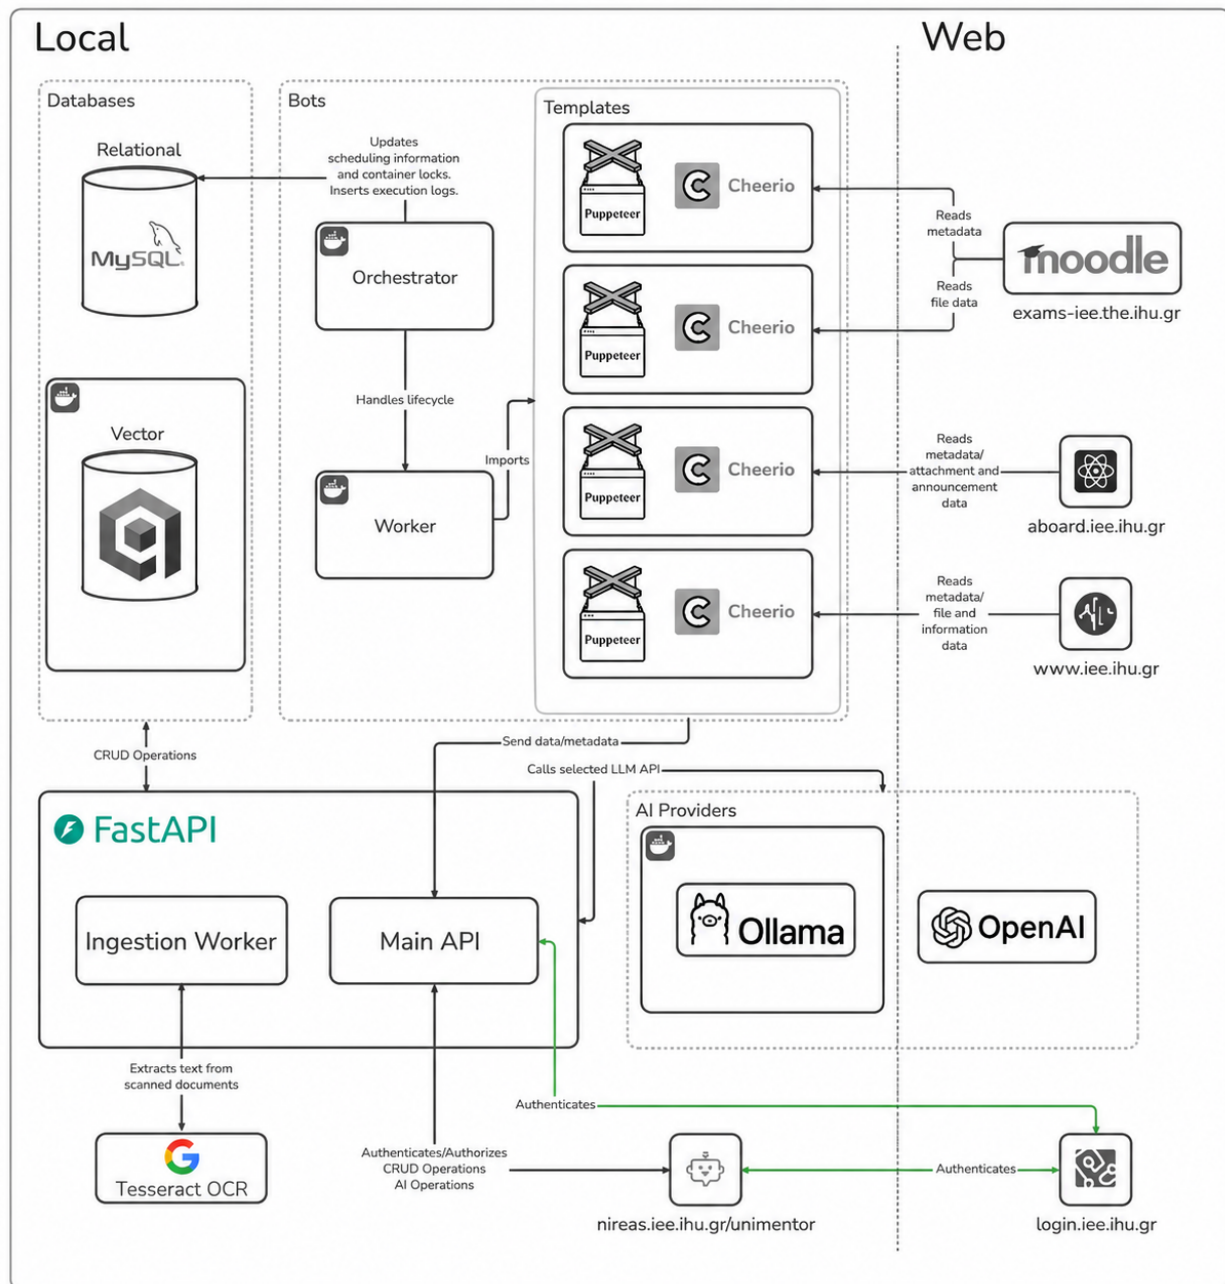 Local
Web
Databases
Relational
MySQL®
Vector
Bots
Updates
scheduling information
and container locks.
Inserts execution logs.
Orchestrator
Handles lifecycle
Worker
Imports
Templates
Puppeteer
C Cheerio
Puppeteer
C Cheerio
Puppeteer
C Cheerio
Puppeteer
C Cheerio
Reads
metadata
Reads
file data
moodle
exams-iee.the.ihu.gr
Reads
metadata/
attachment and
announcement
data
aboard.iee.ihu.gr
Reads
metadata/
file and
information
data
www.iee.ihu.gr
CRUD Operations
Send data/metadata
Calls selected LLM API
FastAPI
Ingestion Worker
Main API
AI Providers
Ollama
OpenAI
Extracts text from
scanned documents
Tesseract OCR
Authenticates
Authenticates/Authorizes
CRUD Operations
AI Operations
Authenticates
nireas.iee.ihu.gr/unimentor
login.iee.ihu.gr